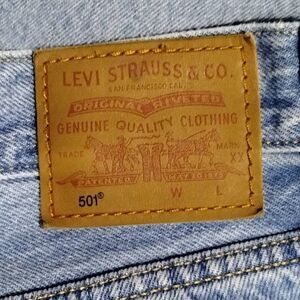 LEVI STRAUSS & CO.
SAN FRANCISCO CAL.
ORIGINAL RIVETED
GENUINE QUALITY CLOTHING
TRADE MARK
XX
PATENTED MAY 20 1873
501® W L